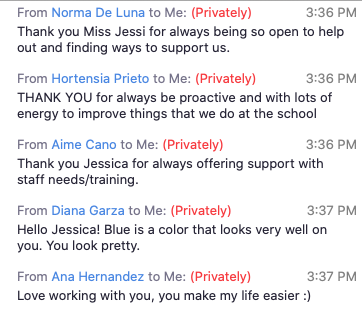 From Norma De Luna to Me: (Privately) 3:36 PM
Thank you Miss Jessi for always being so open to help
out and finding ways to support us.
From Hortensia Prieto to Me: (Privately) 3:36 PM
THANK YOU for always be proactive and with lots of
energy to improve things that we do at the school
From Aime Cano to Me: (Privately) 3:36 PM
Thank you Jessica for always offering support with
staff needs/training.
From Diana Garza to Me: (Privately) 3:37 PM
Hello Jessica! Blue is a color that looks very well on
you. You look pretty.
From Ana Hernandez to Me: (Privately) 3:37 PM
Love working with you, you make my life easier :)